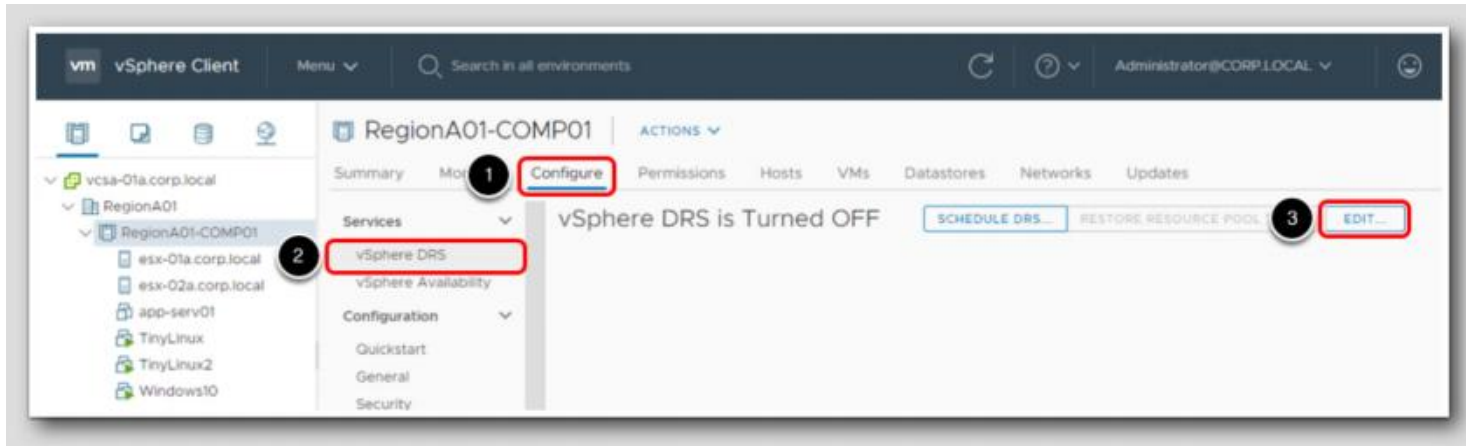 vm vSphere Client Menu Search in all environments Administrator@CORP.LOCAL
RegionA01-COMP01 ACTIONS
Summary 1 Configure Permissions Hosts VMs Datastores Networks Updates
vcsa-01a.corp.local
RegionA01
RegionA01-COMP01
esx-01a.corp.local
esx-02a.corp.local
app-serv01
TinyLinux
TinyLinux2
Windows10
Services
2 vSphere DRS
vSphere Availability
Configuration
Quickstart
General
Security
vSphere DRS is Turned OFF SCHEDULE DRS... RESTORE RESOURCE POOL 3 EDIT...